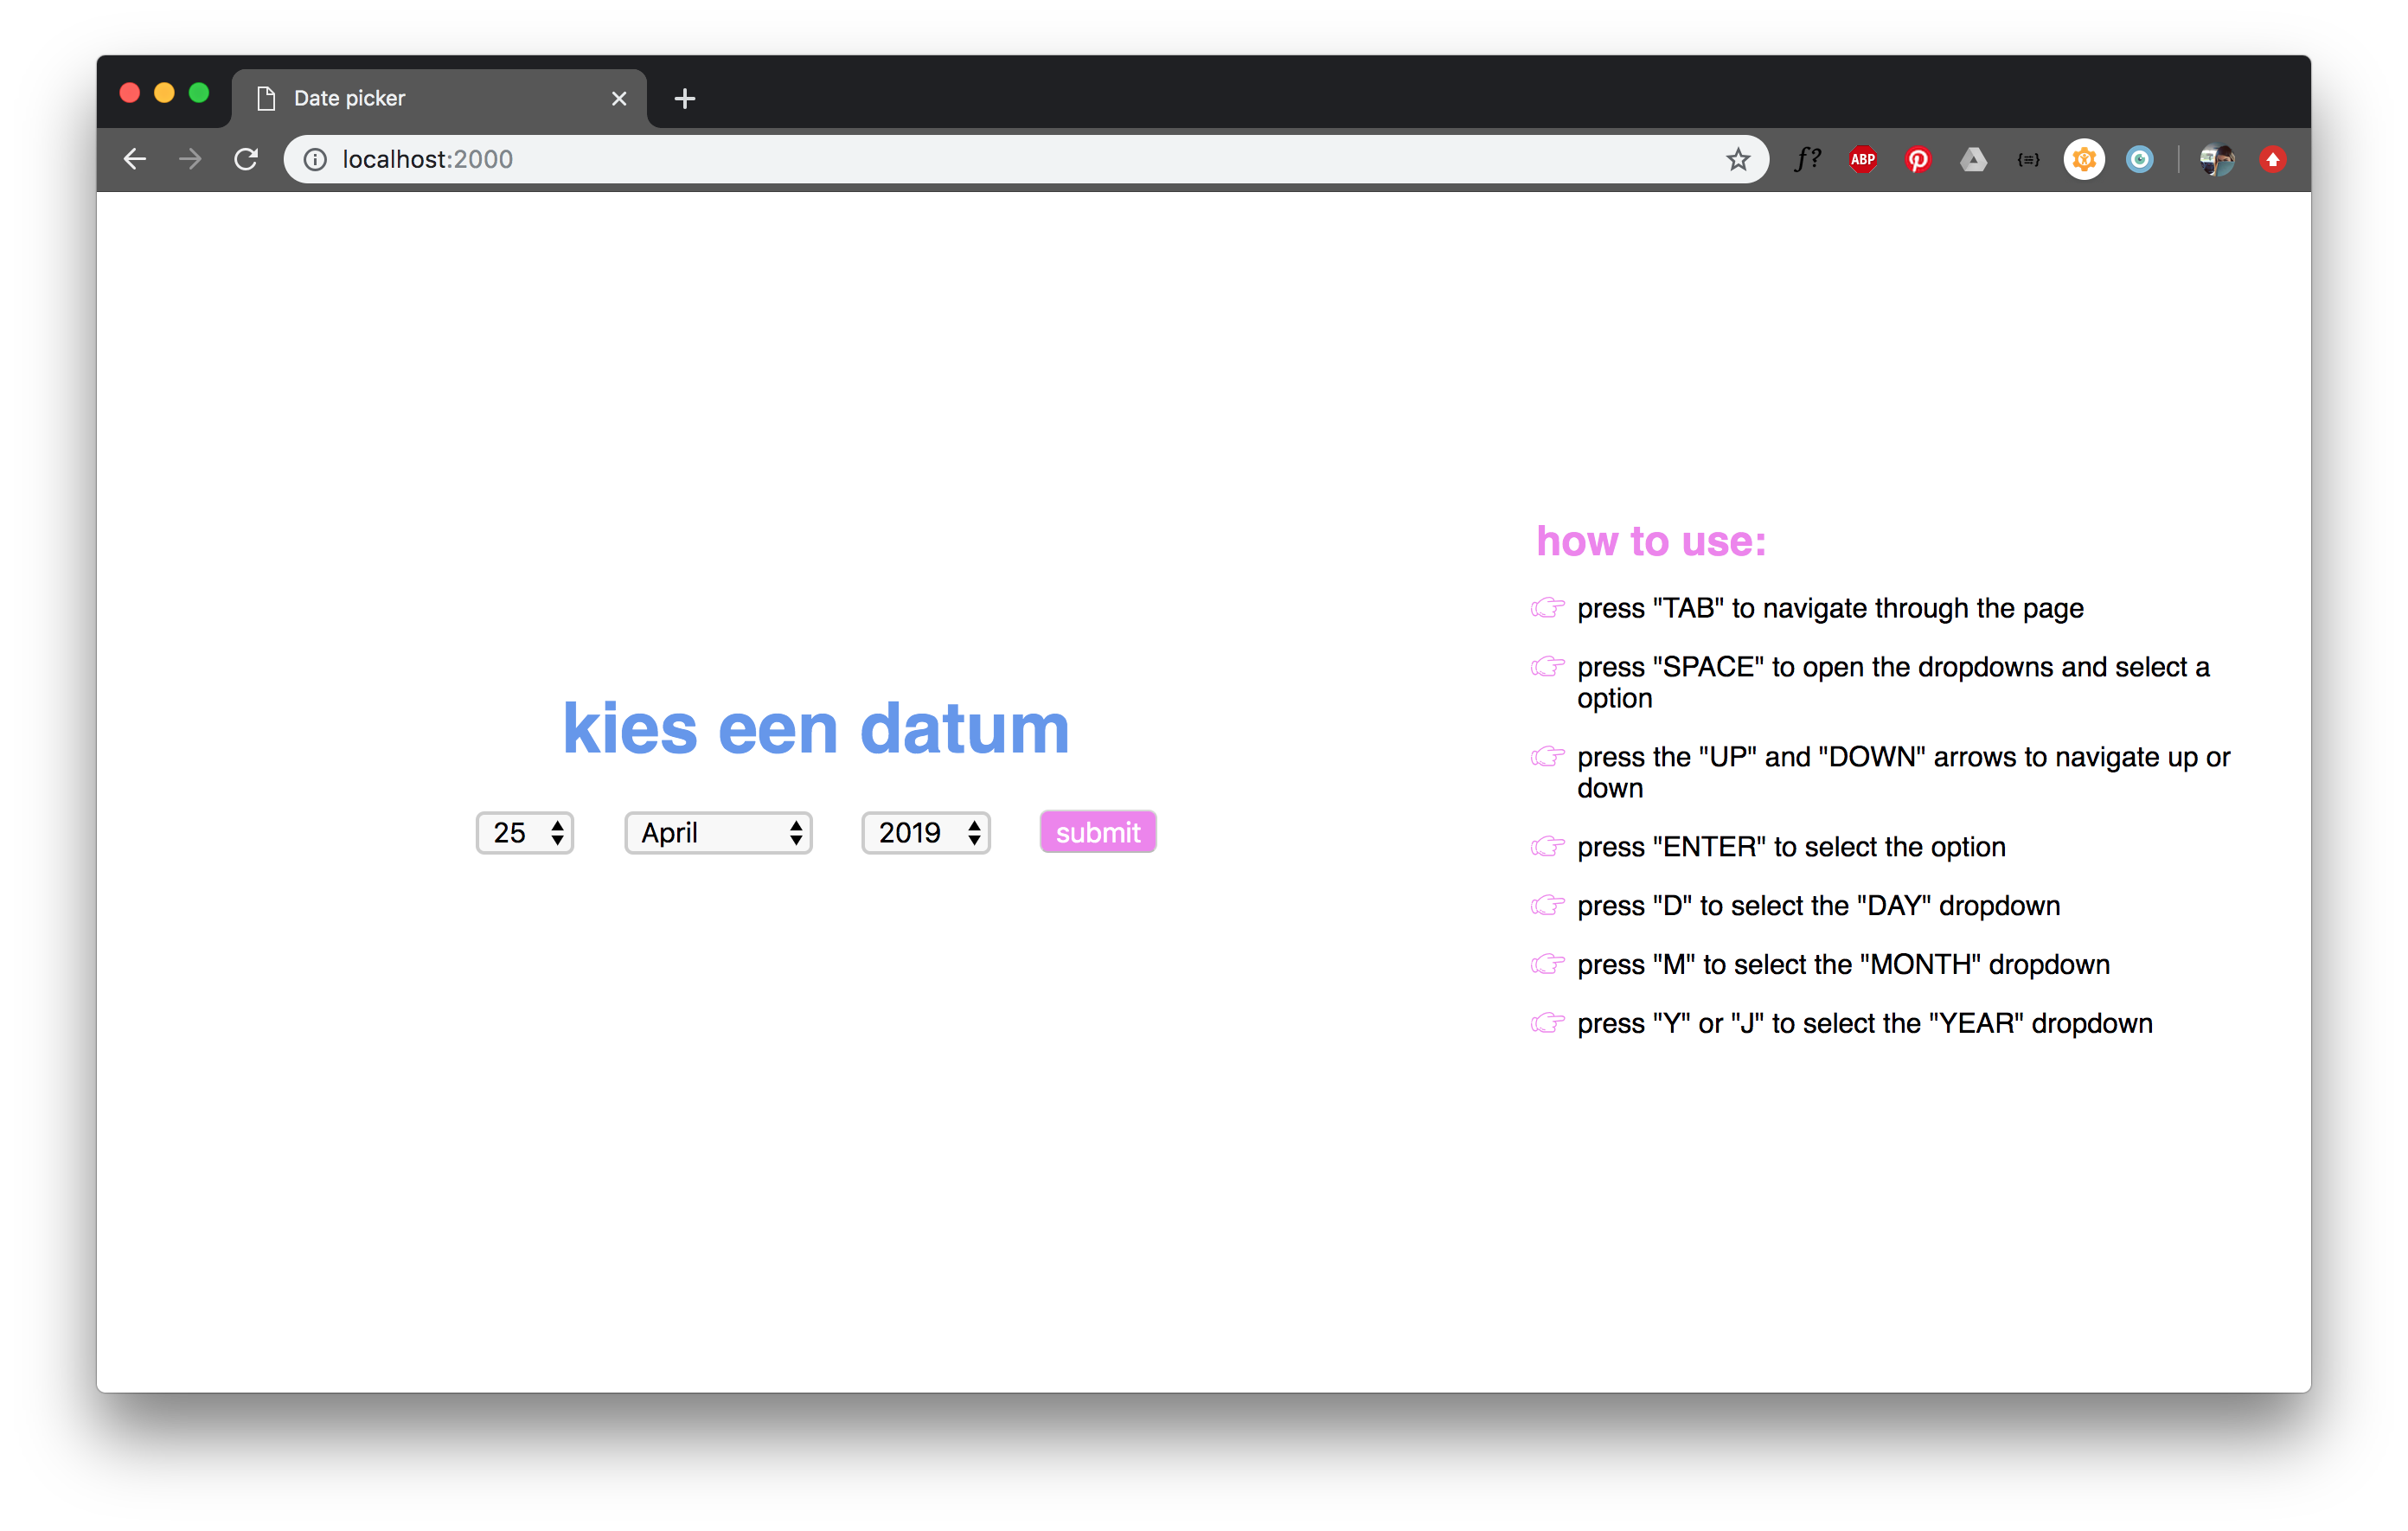 Date picker
localhost:2000
f?
ABP
kies een datum
25
April
2019
submit
how to use:
press "TAB" to navigate through the page
press "SPACE" to open the dropdowns and select a
option
press the "UP" and "DOWN" arrows to navigate up or
down
press "ENTER" to select the option
press "D" to select the "DAY" dropdown
press "M" to select the "MONTH" dropdown
press "Y" or "J" to select the "YEAR" dropdown